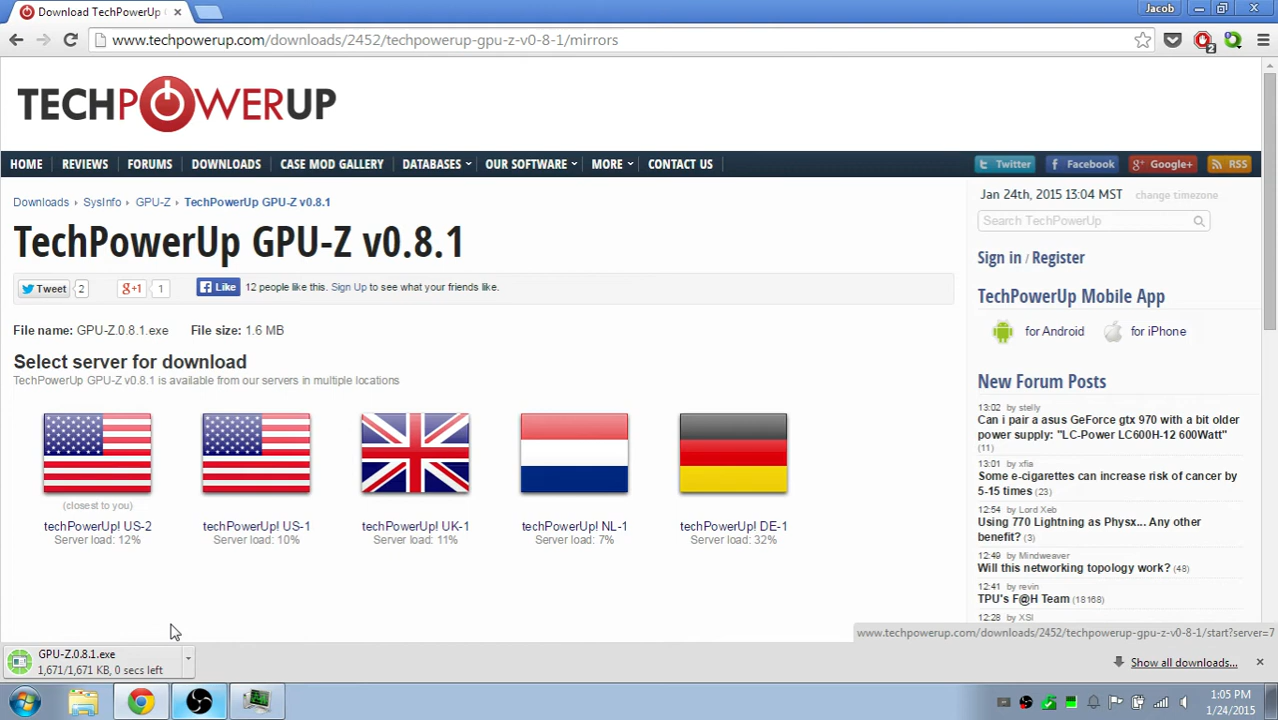 Download TechPowerUp
Jacob
www.techpowerup.com/downloads/2452/techpowerup-gpu-z-v0-8-1/mirrors
2
TECHPOWERUP
HOME
REVIEWS
FORUMS
DOWNLOADS
CASE MOD GALLERY
DATABASES
OUR SOFTWARE
MORE
CONTACT US
Twitter
Facebook
Google+
RSS
Downloads
SysInfo
GPU-Z
TechPowerUp GPU-Z v0.8.1
TechPowerUp GPU-Z v0.8.1
Tweet 2
g+1 1
Like 12 people like this. Sign Up to see what your friends like.
File name: GPU-Z.0.8.1.exe File size: 1.6 MB
Select server for download
TechPowerUp GPU-Z v0.8.1 is available from our servers in multiple locations
(closest to you)
techPowerUp! US-2
Server load: 12%
techPowerUp! US-1
Server load: 10%
techPowerUp! UK-1
Server load: 11%
techPowerUp! NL-1
Server load: 7%
techPowerUp! DE-1
Server load: 32%
Jan 24th, 2015 13:04 MST change timezone
Search TechPowerUp
Sign in / Register
TechPowerUp Mobile App
for Android
for iPhone
New Forum Posts
13:02 by stelly
Can i pair a asus GeForce gtx 970 with a bit older
power supply: "LC-Power LC600H-12 600Watt"
(11)
13:01 by xfia
Some e-cigarettes can increase risk of cancer by
5-15 times (23)
12:54 by Lord Xeb
Using 770 Lightning as Physx... Any other
benefit? (3)
12:49 by Mindweaver
Will this networking topology work? (48)
12:41 by revin
TPU's F@H Team (18168)
12:28 by XSI
www.techpowerup.com/downloads/2452/techpowerup-gpu-z-v0-8-1/start?server=7
GPU-Z.0.8.1.exe
1,671/1,671 KB, 0 secs left
Show all downloads...
1:05 PM
1/24/2015